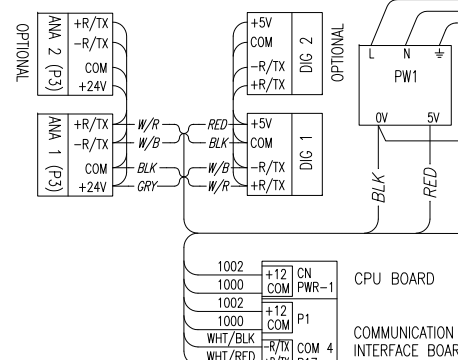 OPTIONAL
ANA 2 (P3)
+R/TX
-R/TX
COM
+24V
+5V
COM
-R/TX
+R/TX
DIG 2
OPTIONAL
L N
PW1
0V 5V
BLK
RED
ANA 1 (P3)
+R/TX W/R RED +5V
-R/TX W/B BLK COM
COM BLK W/B -R/TX
+24V GRY W/R +R/TX
DIG 1
1002 +12 CN
1000 COM PWR-1
CPU BOARD
1002 +12
1000 COM P1
WHT/BLK -R/TX COM 4
WHT/RED
COMMUNICATION
INTERFACE